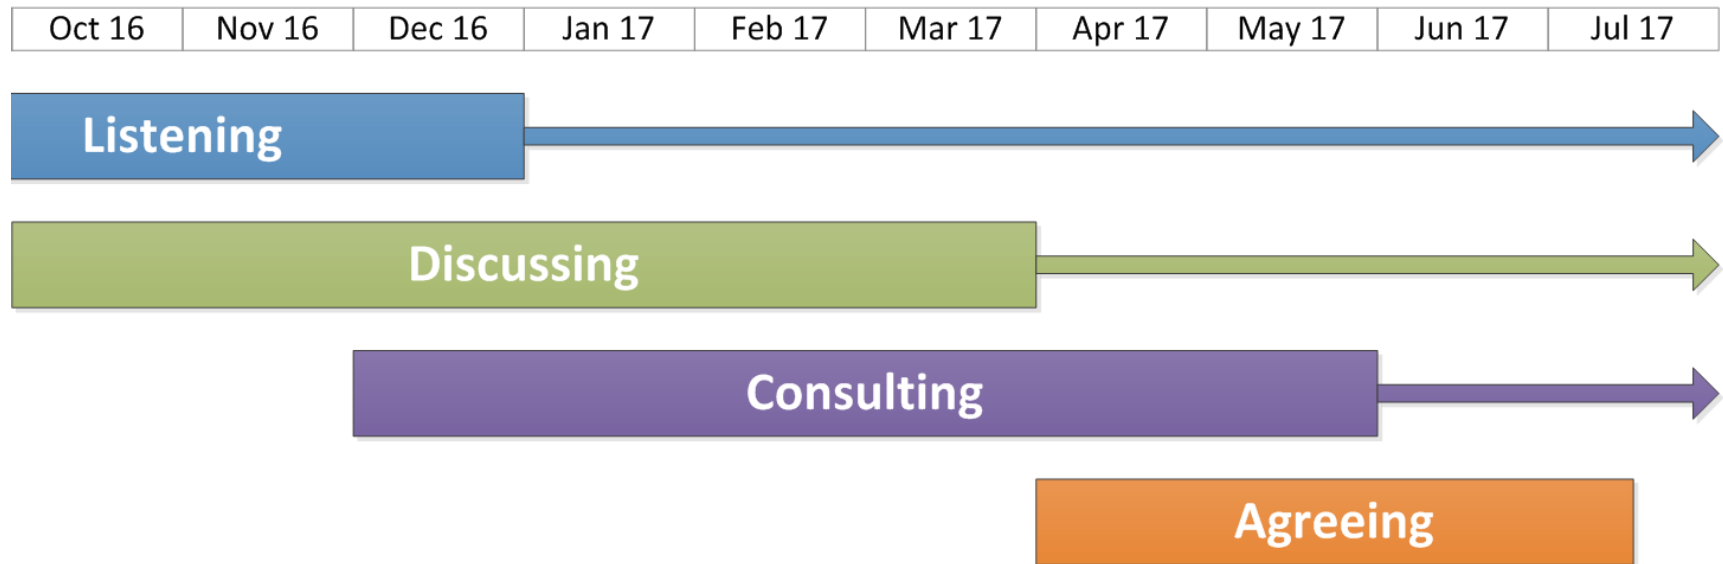 Oct 16 Nov 16 Dec 16 Jan 17 Feb 17 Mar 17 Apr 17 May 17 Jun 17 Jul 17
Listening
Discussing
Consulting
Agreeing